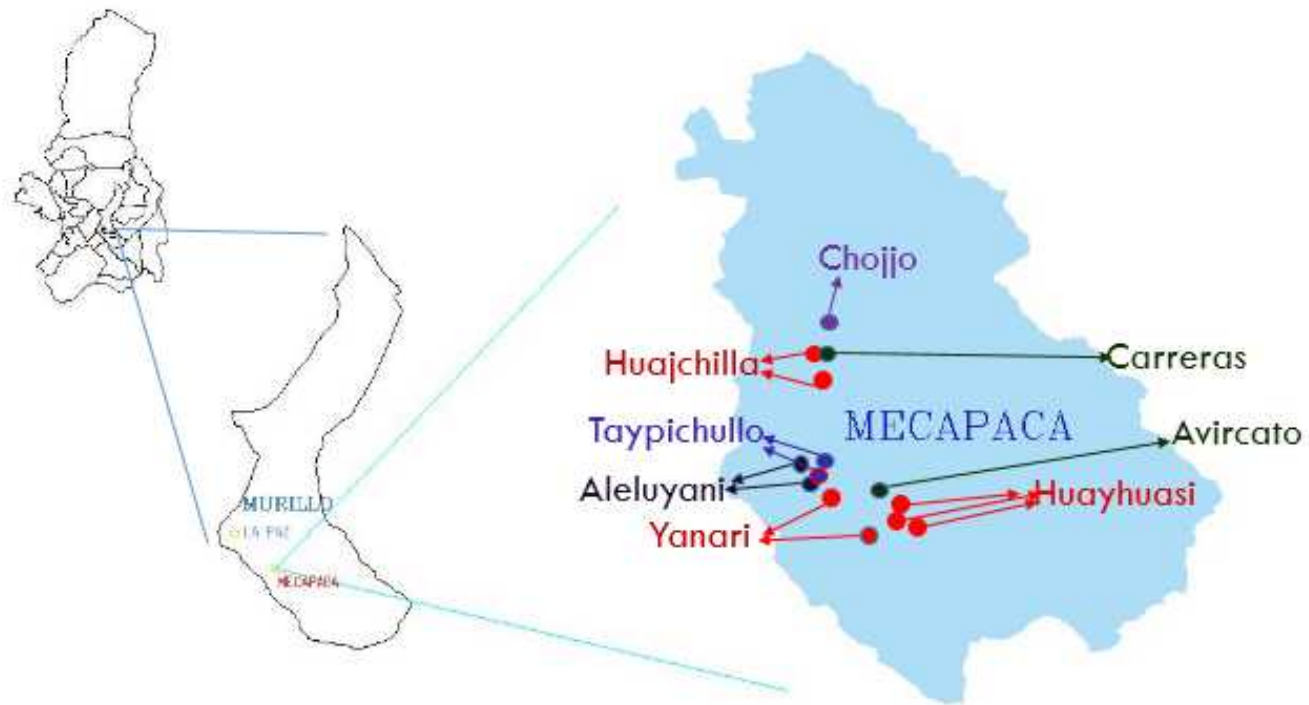 MURILLO
LA PAZ
MECAPACA
Chojjo
Huajchilla
Carreras
Taypichullo
MECAPACA
Avircato
Aleluyani
Huayhuasi
Yanari